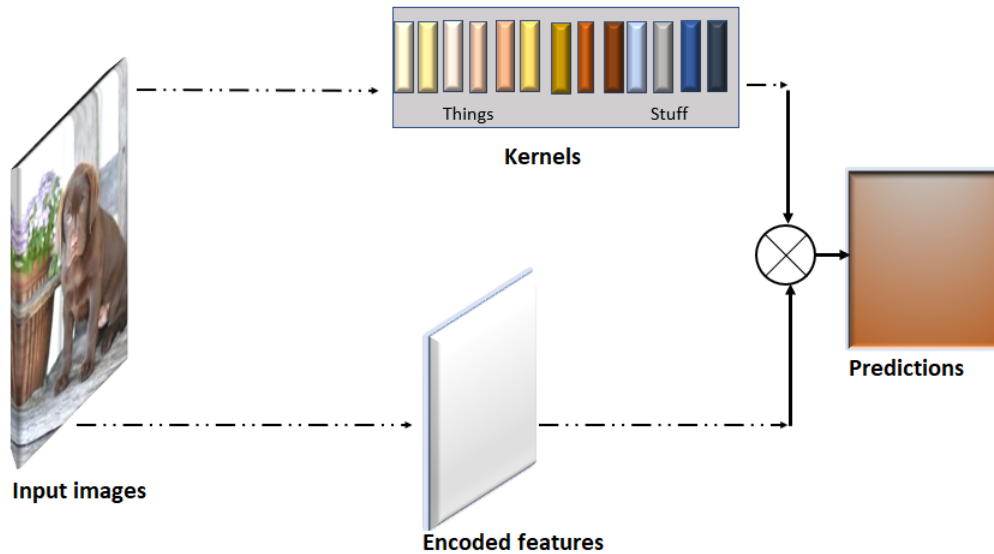 Things
Stuff
Kernels
Predictions
Input images
Encoded features